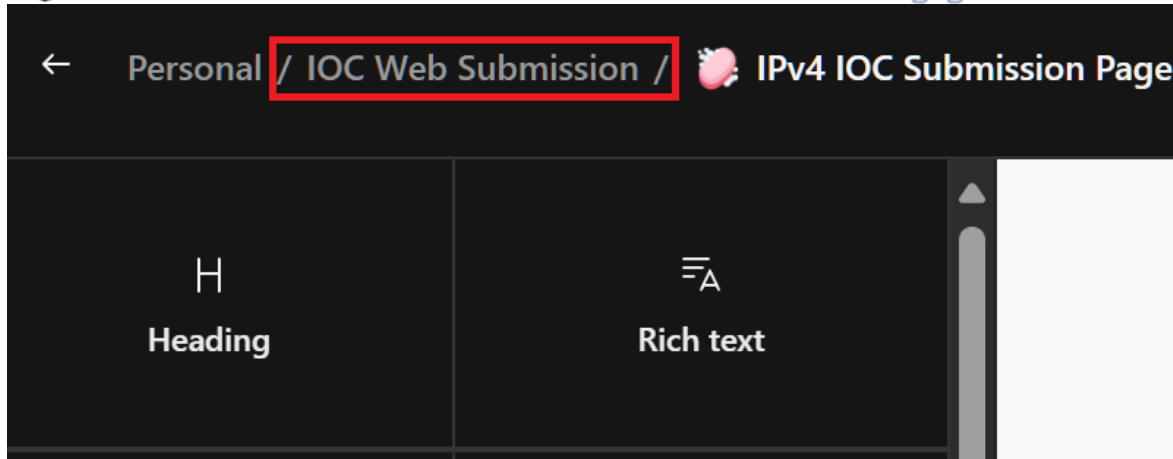 ← Personal / IOC Web Submission / IPv4 IOC Submission Page
H
Heading
A
Rich text